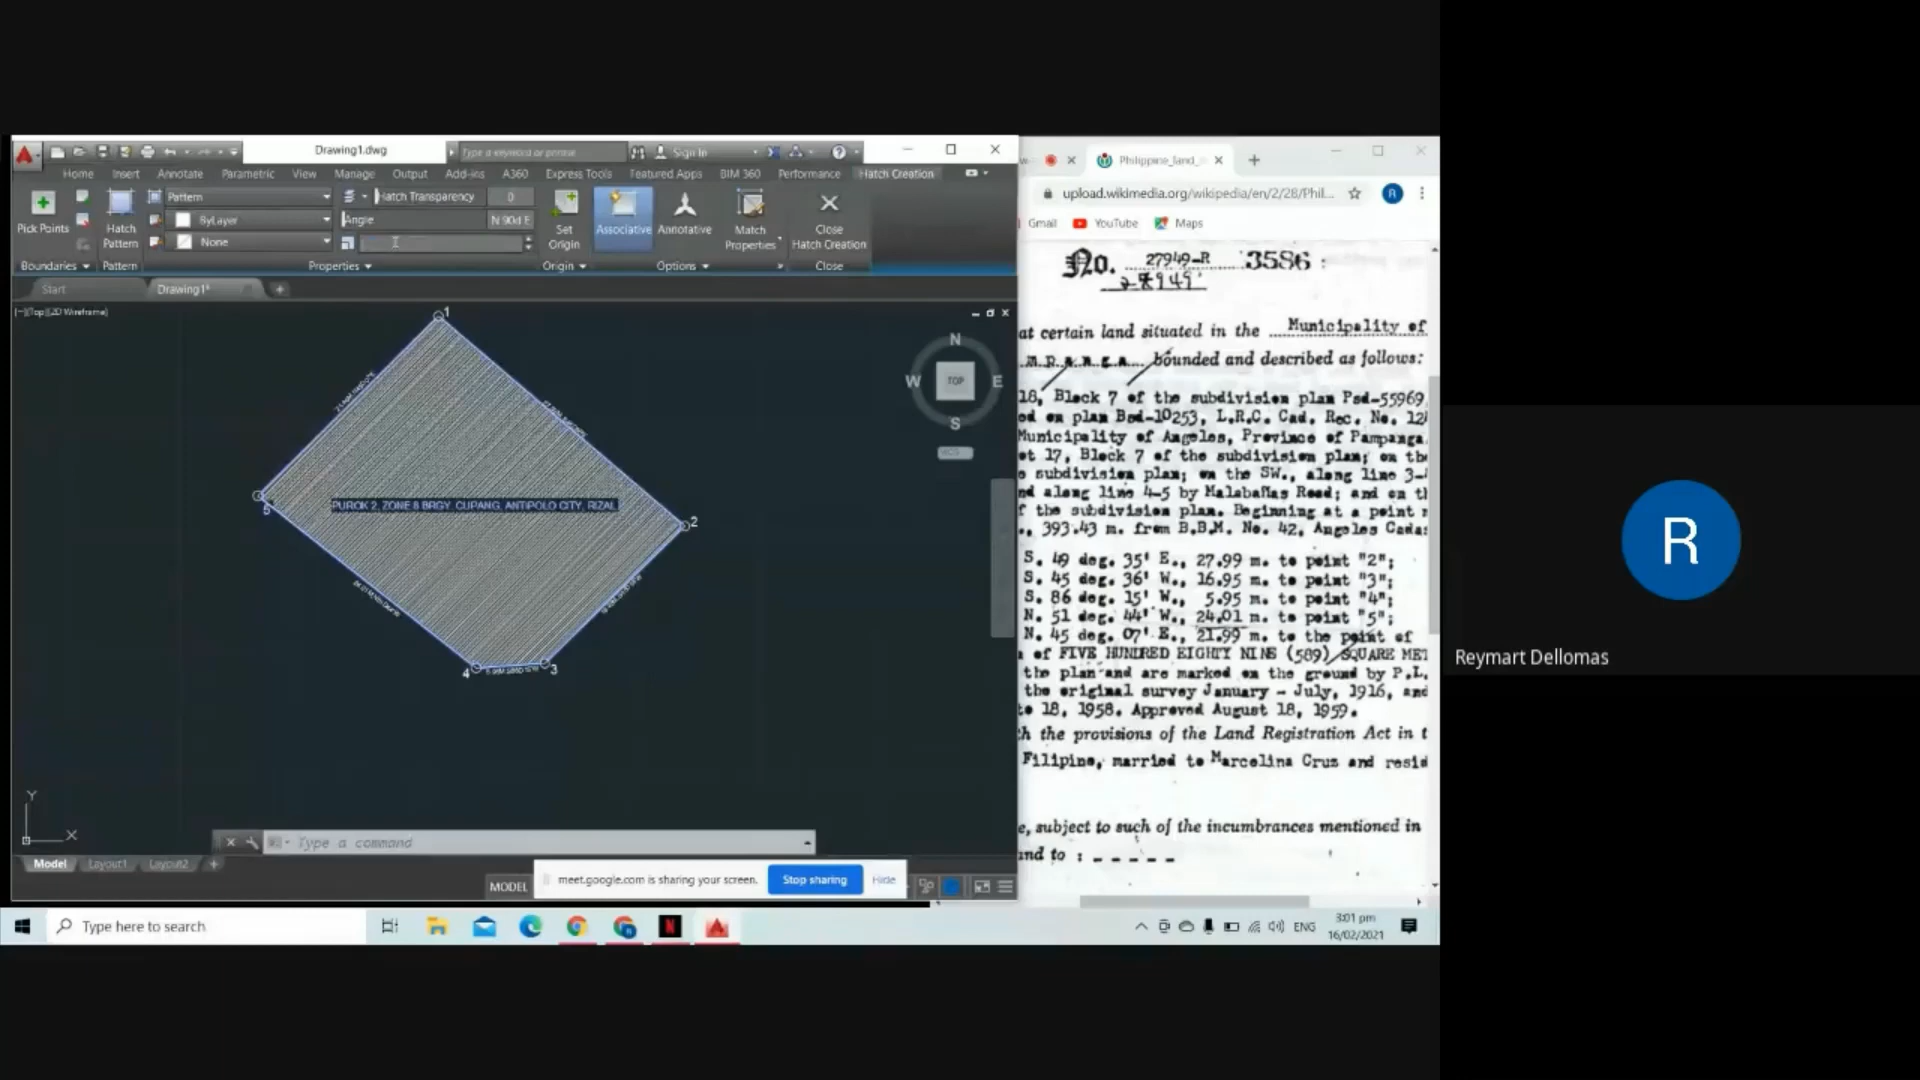 Drawing1.dwg
Type a keyword or phrase
Sign In
Home Insert Annotate Parametric View Manage Output Add-ins A360 Express Tools Featured Apps BIM 360 Performance Hatch Creation
Pick Points
Hatch Pattern
Pattern
ByLayer
None
Hatch Transparency 0
Angle N 90d E
Set Origin
Associative
Annotative
Match Properties
Close Hatch Creation
Boundaries Pattern Properties Origin Options Close
Start Drawing1*
[−][Top][2D Wireframe]
1
2
3
4
5
PUROK 2, ZONE 8 BRGY. CUPANG, ANTIPOLO CITY, RIZAL
N
W TOP E
S
Y
X
Type a command
Model Layout1 Layout2
MODEL
meet.google.com is sharing your screen. Stop sharing Hide
Philippine_land_
upload.wikimedia.org/wikipedia/en/2/28/Phil...
R
Gmail YouTube Maps
No. 27949-R 3586 :
at certain land situated in the Municipality of
bounded and described as follows:
18, Block 7 of the subdivision plan Psd-55969
ed on plan Bsd-10253, L.R.C. Cad. Rec. No. 12
Municipality of Angeles, Province of Pampanga
ot 17, Block 7 of the subdivision plan; on the
subdivision plan; on the SW., along line 3-
nd along line 4-5 by Malabañas Road; and on t
f the subdivision plan. Beginning at a point
., 393.43 m. from B.B.M. No. 42, Angeles Cadas
S. 49 deg. 35' E., 27.99 m. to point "2";
S. 45 deg. 36' W., 16.95 m. to point "3";
S. 86 deg. 15' W., 5.95 m. to point "4";
N. 51 deg. 44' W., 24.01 m. to point "5";
N. 45 deg. 07' E., 21.99 m. to the point of
of FIVE HUNDRED EIGHTY NINE (589) SQUARE MET
the plan and are marked on the ground by P.L.
the original survey January - July, 1916, and
18, 1958. Approved August 18, 1959.
h the provisions of the Land Registration Act in t
Filipino, married to Marcelina Cruz and resid
e, subject to such of the incumbrances mentioned in
and to : - - - - -
Type here to search
ENG
3:01 pm
16/02/2021
R
Reymart Dellomas